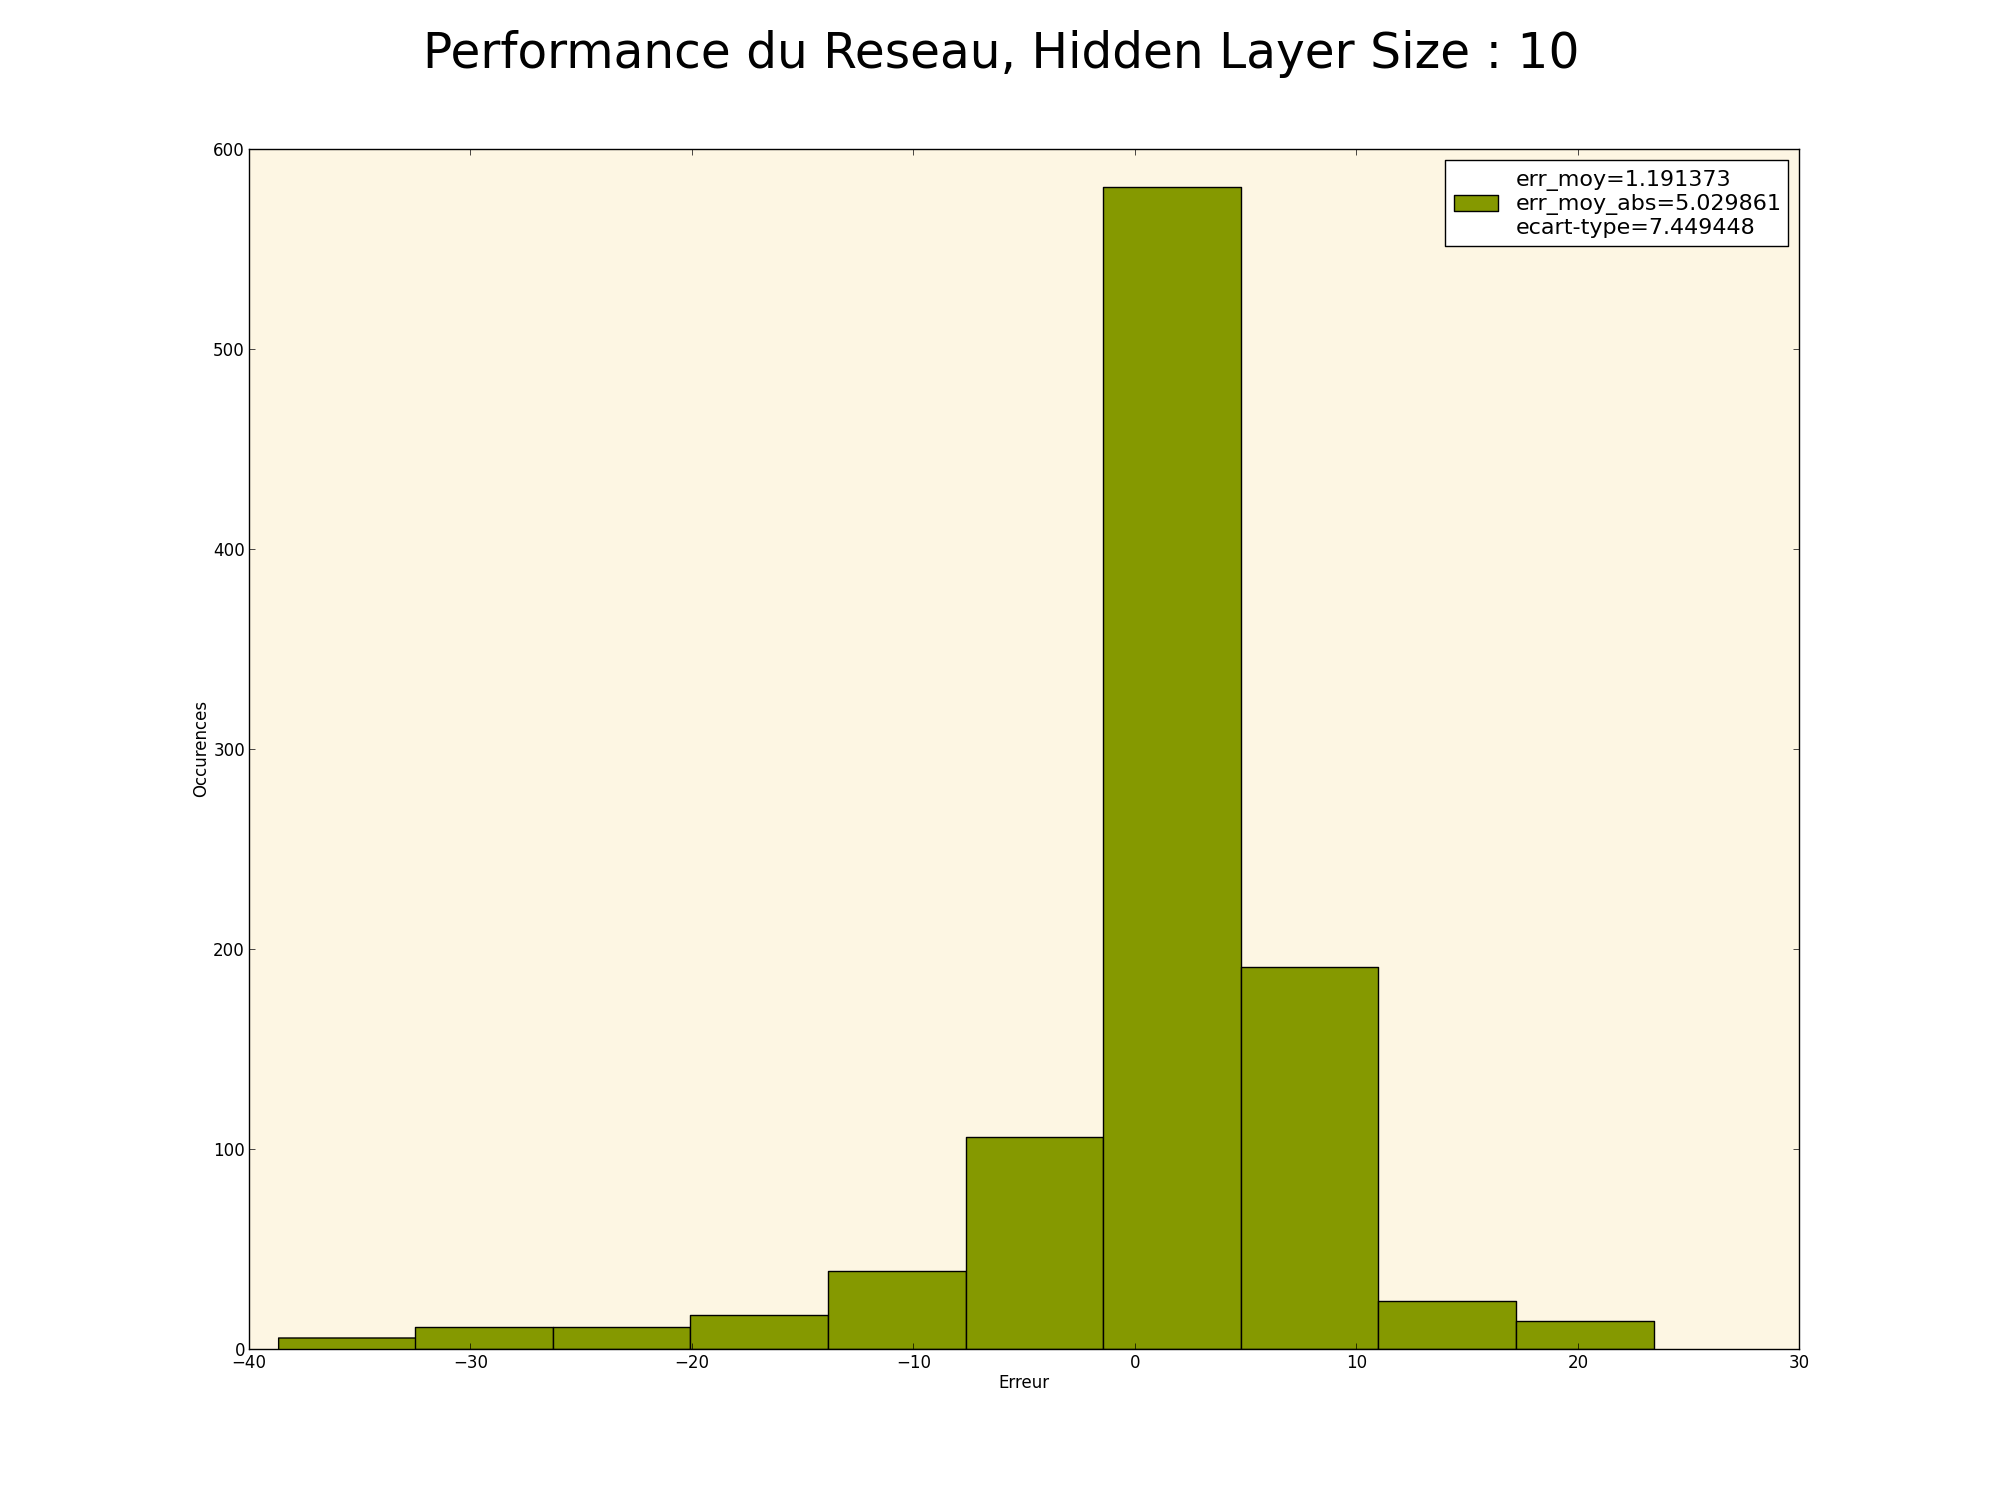 Performance du Reseau, Hidden Layer Size : 10
err_moy=1.191373
err_moy_abs=5.029861
ecart-type=7.449448
600
500
400
300
200
100
0
Occurences
−40
−30
−20
−10
0
10
20
30
Erreur